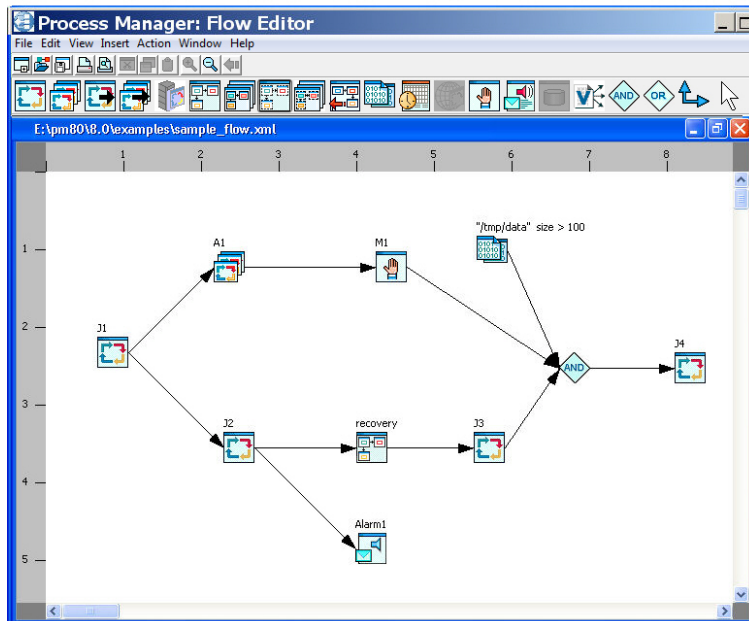 Process Manager: Flow Editor
File Edit View Insert Action Window Help
AND OR
E:\pm80\8.0\examples\sample_flow.xml
1 2 3 4 5 6 7 8
"/tmp/data" size > 100
A1 M1
1
J1
2
J4
AND
3
J2 recovery J3
4
Alarm1
5